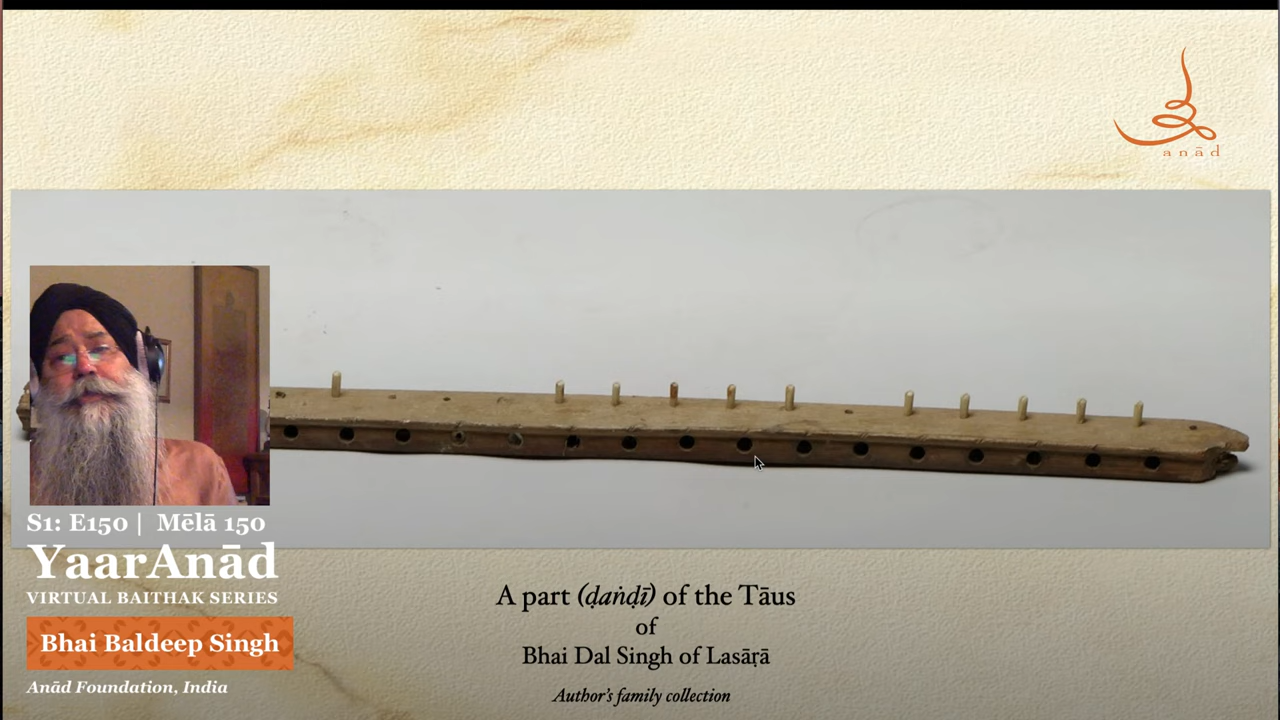 anād
S1: E150 | Mēlā 150
YaarAnād
VIRTUAL BAITHAK SERIES
Bhai Baldeep Singh
Anād Foundation, India
A part (ḍaṅḍī) of the Tāus
of
Bhai Dal Singh of Lasāṛā
Author's family collection